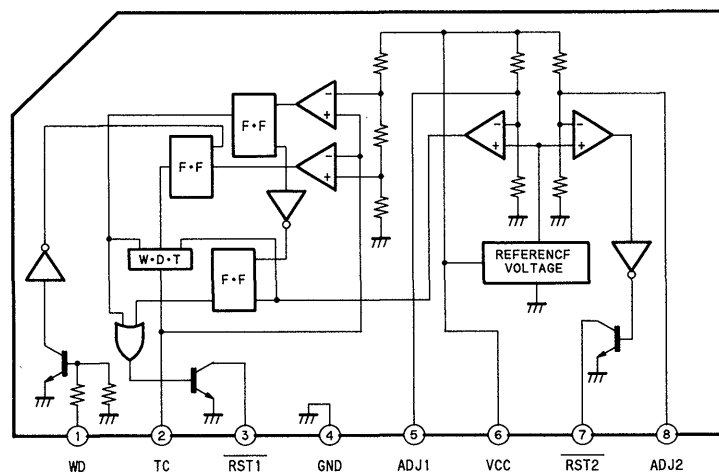 F·F
F·F
F·F
W·D·T
REFERENCF
VOLTAGE
− + − + − + − +
1 2 3 4 5 6 7 8
WD TC RST1 GND ADJ1 VCC RST2 ADJ2